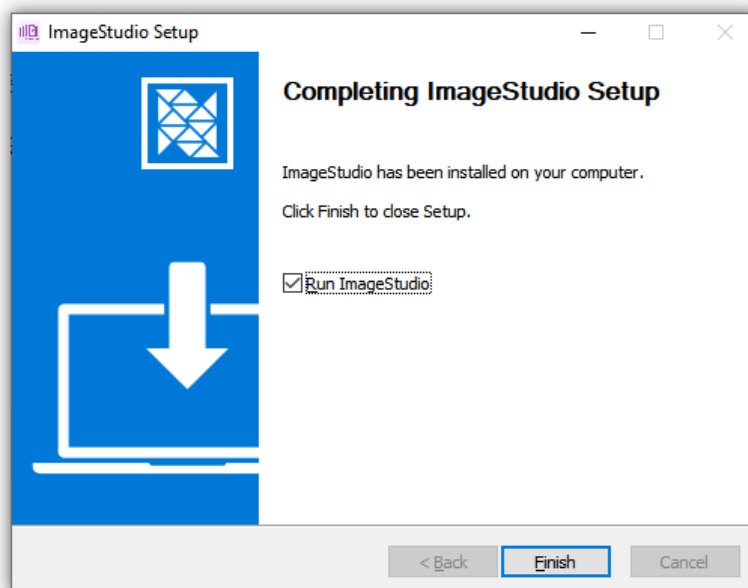 ImageStudio Setup
Completing ImageStudio Setup
ImageStudio has been installed on your computer.
Click Finish to close Setup.
Run ImageStudio
< Back
Finish
Cancel